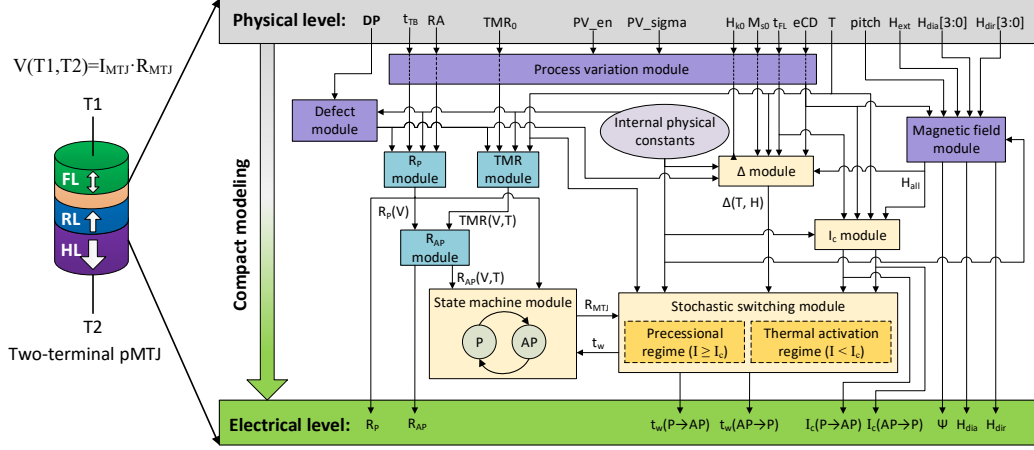 Physical level: DP t_TB RA TMR_0 PV_en PV_sigma H_k0 M_s0 t_FL eCD T pitch H_ext H_dia[3:0] H_dir[3:0]
V(T1,T2)=I_MTJ·R_MTJ
Process variation module
T1
Defect
module
Internal physical
constants
Magnetic field
module
R_P
module
TMR
module
Δ module
FL
RL
HL
H_all
Δ(T, H)
R_P(V)
TMR(V,T)
I_c module
R_AP
module
R_AP(V,T)
Compact modeling
State machine module
P
AP
R_MTJ
t_w
Stochastic switching module
Precessional
regime (I ≥ I_c)
Thermal activation
regime (I < I_c)
T2
Two-terminal pMTJ
Electrical level: R_P R_AP t_w(P→AP) t_w(AP→P) I_c(P→AP) I_c(AP→P) Ψ H_dia H_dir